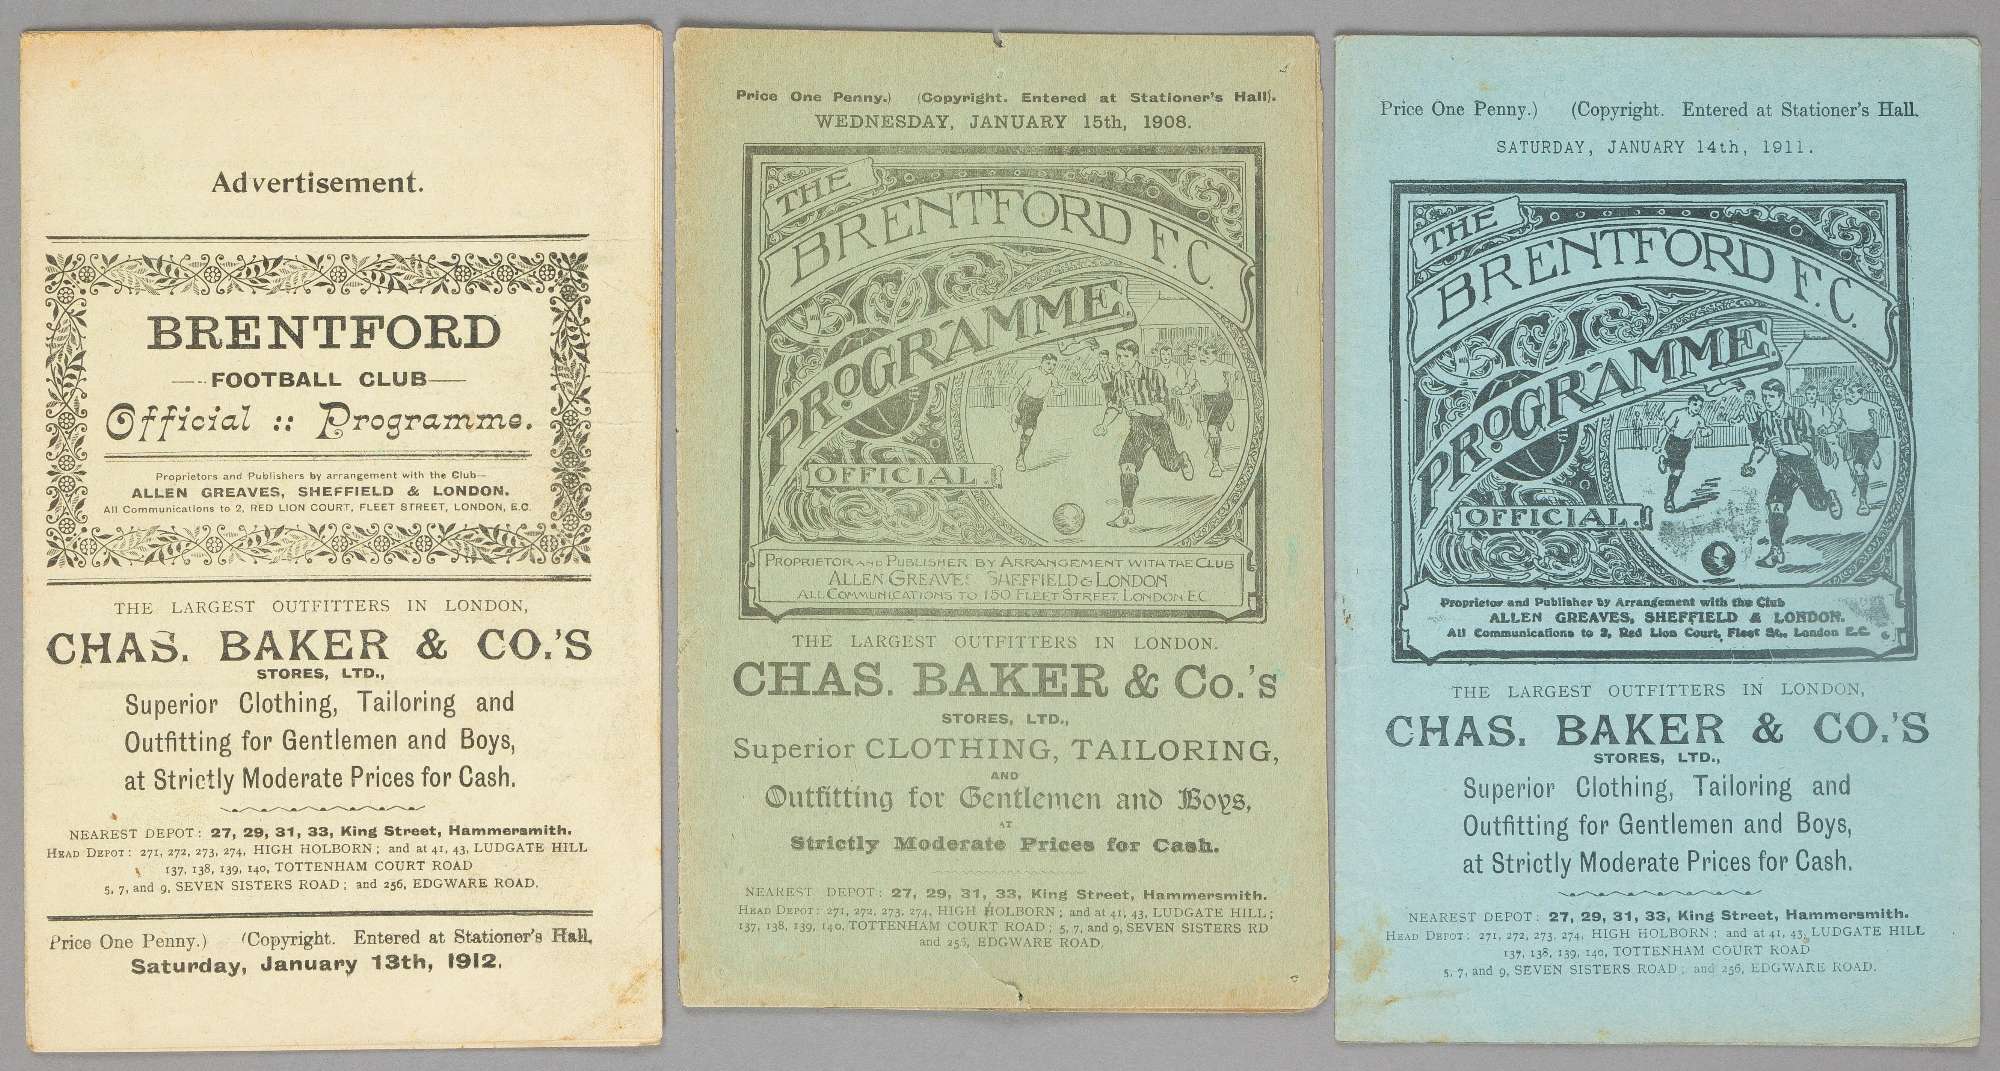 Advertisement.
BRENTFORD
FOOTBALL CLUB
Official :: Programme.
Proprietors and Publishers by arrangement with the Club—
ALLEN GREAVES, SHEFFIELD & LONDON.
All Communications to 2, RED LION COURT, FLEET STREET, LONDON, E.C.
THE LARGEST OUTFITTERS IN LONDON,
CHAS. BAKER & CO.'S
STORES, LTD.,
Superior Clothing, Tailoring and
Outfitting for Gentlemen and Boys,
at Strictly Moderate Prices for Cash.
NEAREST DEPOT: 27, 29, 31, 33, King Street, Hammersmith.
HEAD DEPOT: 271, 272, 273, 274, HIGH HOLBORN; and at 41, 43, LUDGATE HILL
137, 138, 139, 140, TOTTENHAM COURT ROAD
5, 7, and 9, SEVEN SISTERS ROAD; and 256, EDGWARE ROAD.
Price One Penny.) (Copyright. Entered at Stationer's Hall.
Saturday, January 13th, 1912.
Price One Penny.) (Copyright. Entered at Stationer's Hall).
WEDNESDAY, JANUARY 15th, 1908.
THE
BRENTFORD F.C.
PROGRAMME
OFFICIAL.
PROPRIETOR AND PUBLISHER BY ARRANGEMENT WITH THE CLUB
ALLEN GREAVES SHEFFIELD & LONDON
ALL COMMUNICATIONS TO 150 FLEET STREET, LONDON E.C
THE LARGEST OUTFITTERS IN LONDON.
CHAS. BAKER & Co.'s
STORES, LTD.,
Superior CLOTHING, TAILORING,
AND
Outfitting for Gentlemen and Boys,
AT
Strictly Moderate Prices for Cash.
NEAREST DEPOT: 27, 29, 31, 33, King Street, Hammersmith.
HEAD DEPOT: 271, 272, 273, 274, HIGH HOLBORN; and at 41, 43, LUDGATE HILL;
137, 138, 139, 140, TOTTENHAM COURT ROAD; 5, 7, and 9, SEVEN SISTERS RD
and 256, EDGWARE ROAD.
Price One Penny.) (Copyright. Entered at Stationer's Hall.
SATURDAY, JANUARY 14th, 1911.
THE
BRENTFORD F.C.
PROGRAMME
OFFICIAL.
Proprietor and Publisher by Arrangement with the Club
ALLEN GREAVES, SHEFFIELD & LONDON.
All Communications to 2, Red Lion Court, Fleet St., London E.C.
THE LARGEST OUTFITTERS IN LONDON,
CHAS. BAKER & CO.'S
STORES, LTD.,
Superior Clothing, Tailoring and
Outfitting for Gentlemen and Boys,
at Strictly Moderate Prices for Cash.
NEAREST DEPOT: 27, 29, 31, 33, King Street, Hammersmith.
HEAD DEPOT: 271, 272, 273, 274, HIGH HOLBORN; and at 41, 43, LUDGATE HILL
137, 138, 139, 140, TOTTENHAM COURT ROAD
5, 7, and 9, SEVEN SISTERS ROAD; and 256, EDGWARE ROAD.